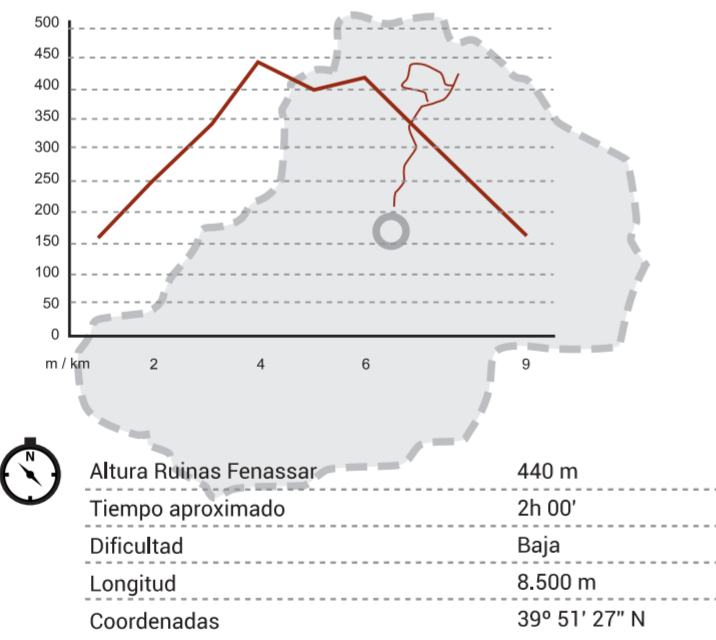 500
450
400
350
300
250
200
150
100
50
0
m / km 2 4 6 9
N
Altura Ruinas Fenassar 440 m
Tiempo aproximado 2h 00'
Dificultad Baja
Longitud 8.500 m
Coordenadas 39º 51' 27" N